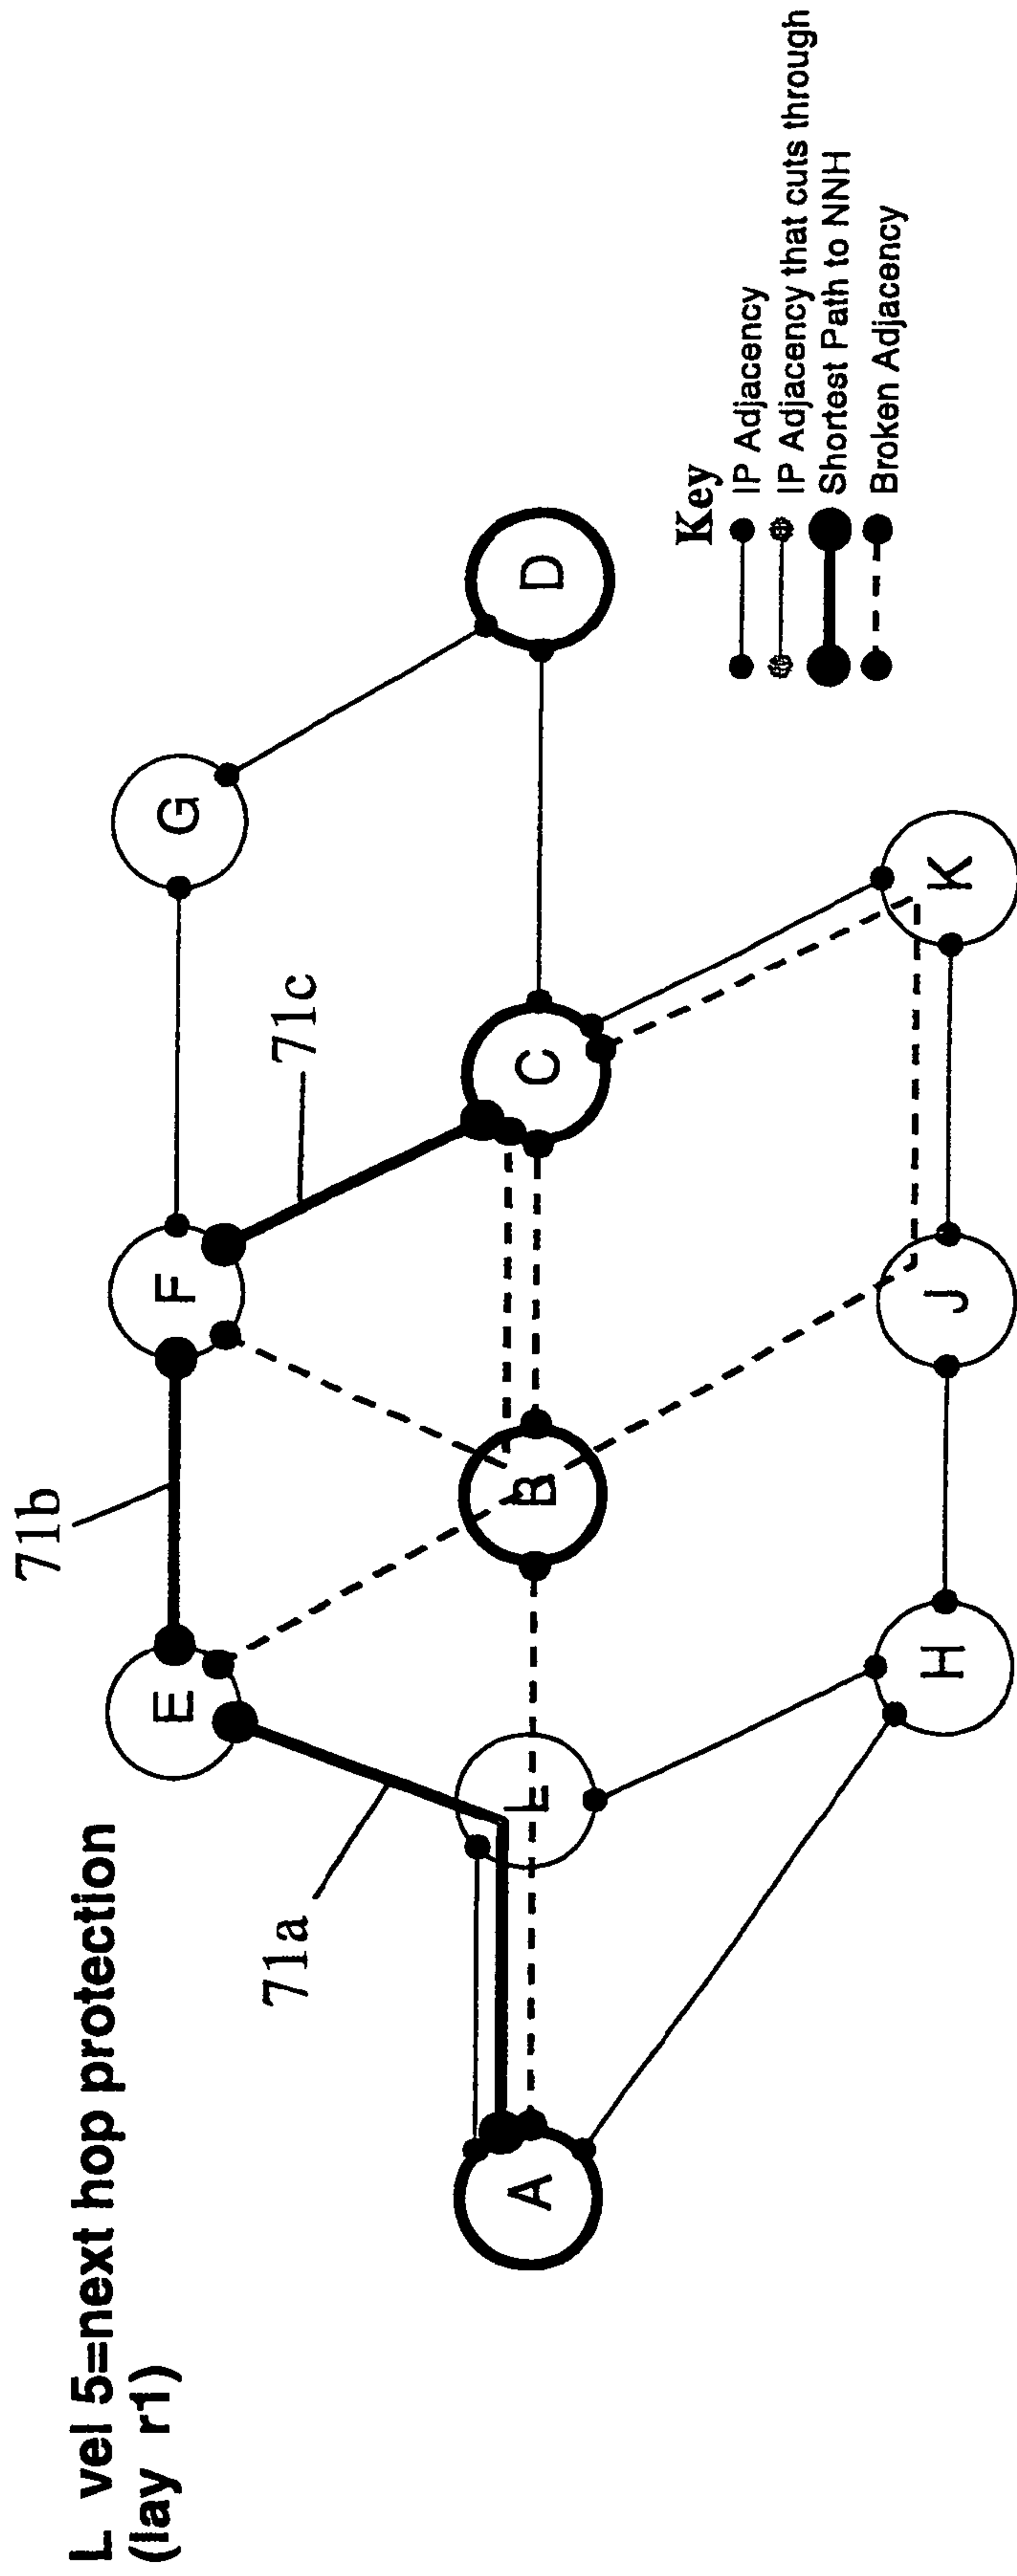 L vel 5=next hop protection
(lay r1)
71a
71b
71c
E
F
G
A
L
B
C
D
H
J
K
Key
IP Adjacency
IP Adjacency that cuts through
Shortest Path to NNH
Broken Adjacency